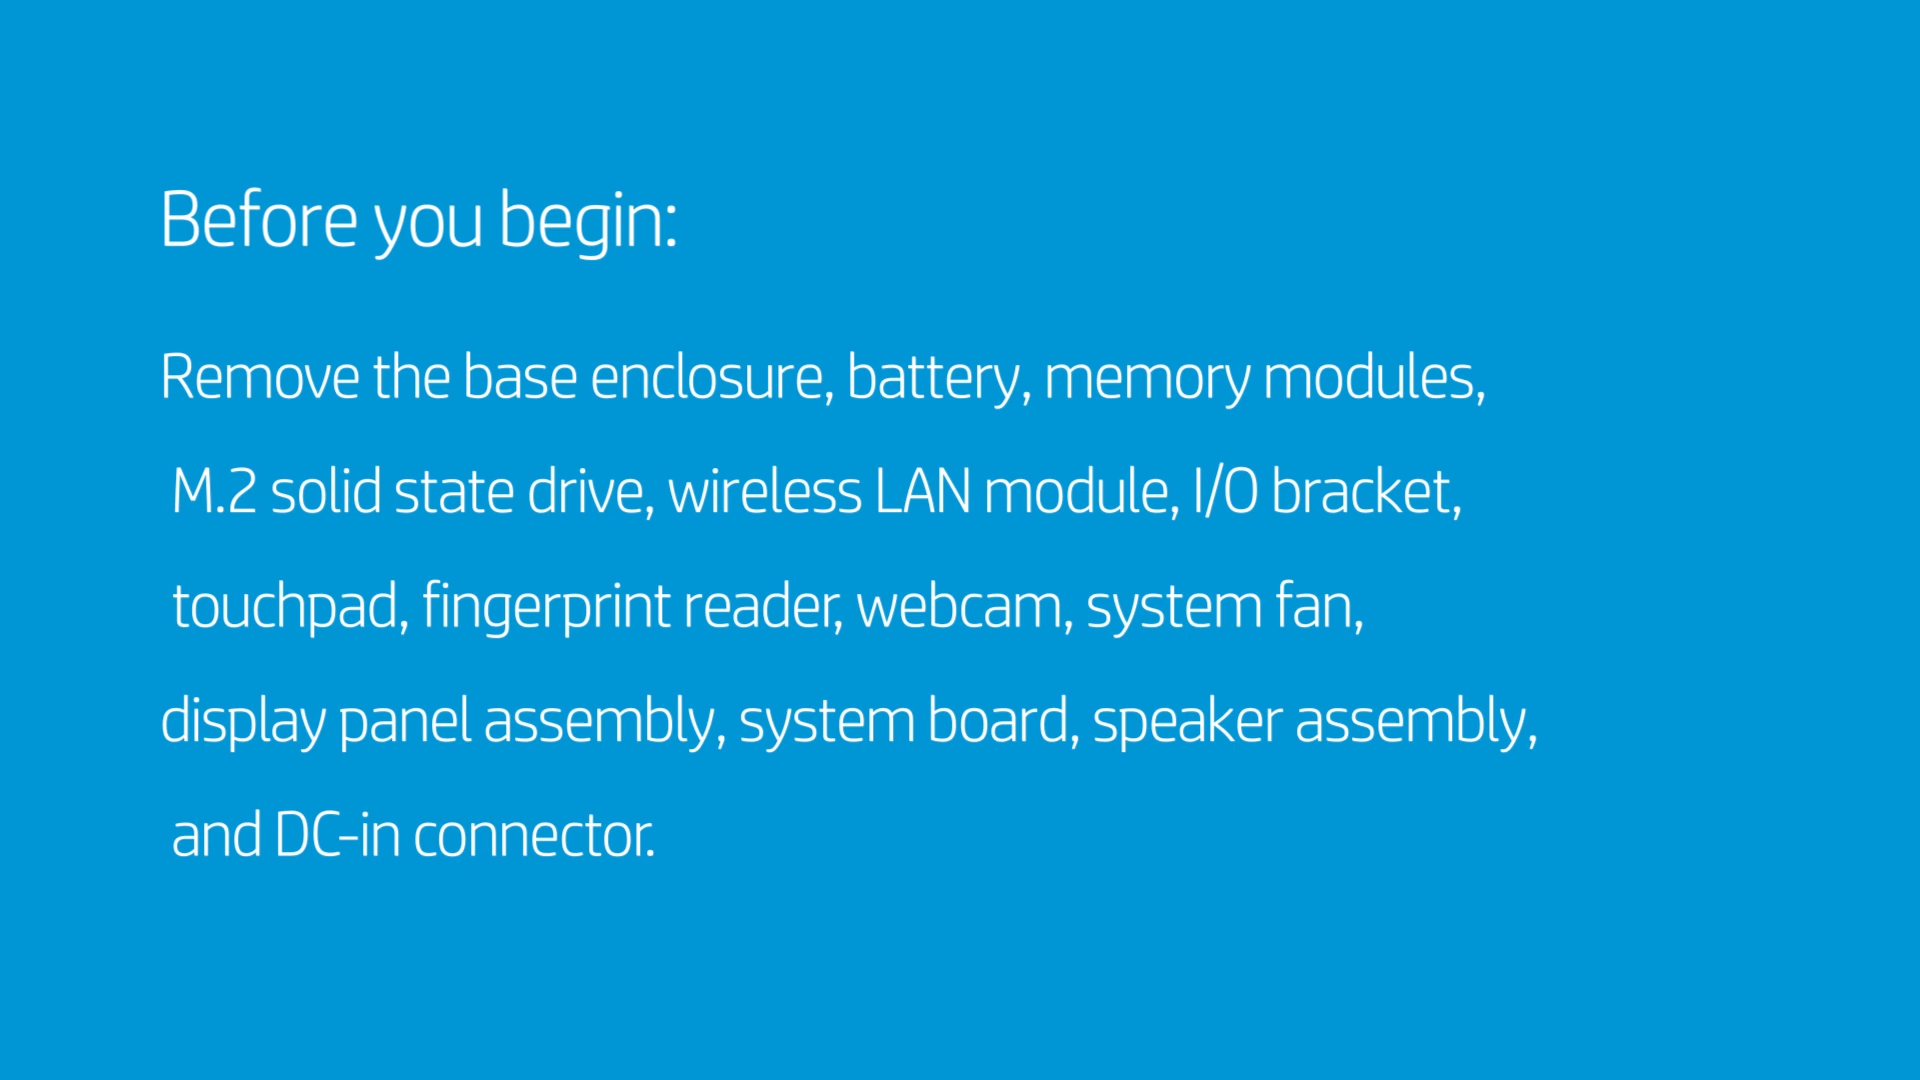 Before you begin:
Remove the base enclosure, battery, memory modules,
M.2 solid state drive, wireless LAN module, I/O bracket,
touchpad, fingerprint reader, webcam, system fan,
display panel assembly, system board, speaker assembly,
and DC-in connector.